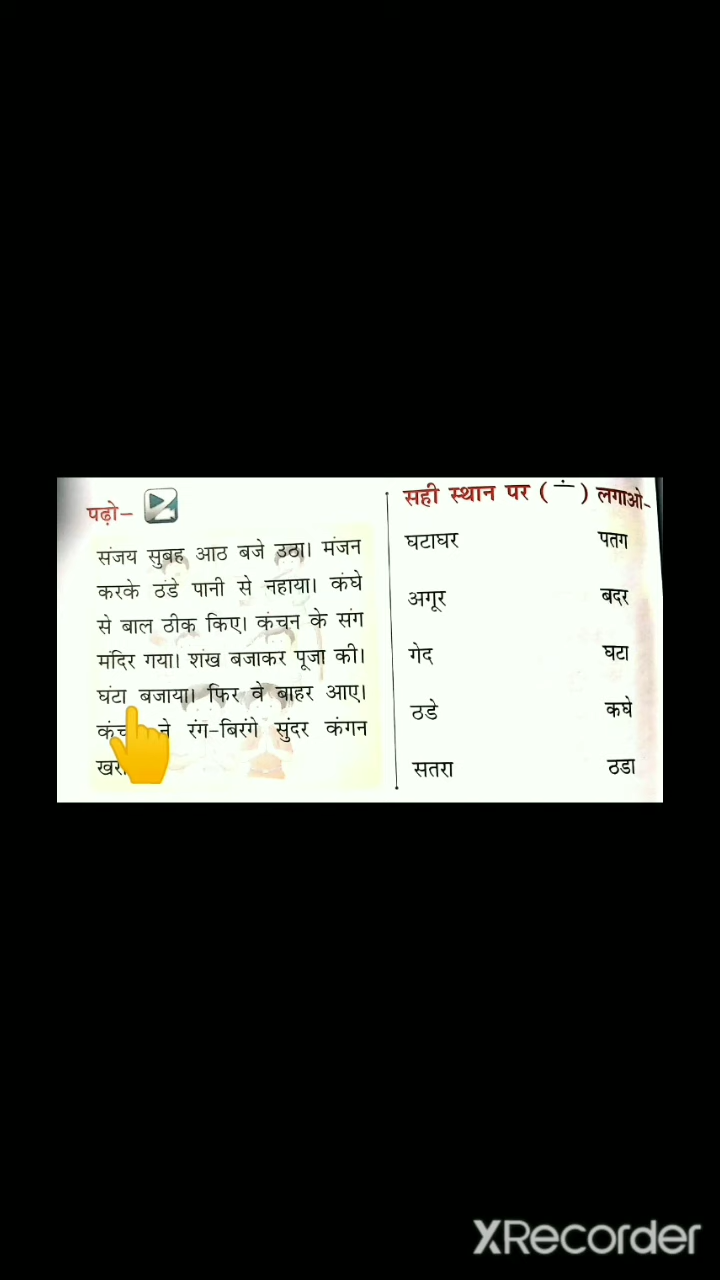 पढ़ो-
संजय सुबह आठ बजे उठा। मंजन
करके ठंडे पानी से नहाया। कंघे
से बाल ठीक किए। कंचन के संग
मंदिर गया। शंख बजाकर पूजा की।
घंटा बजाया। फिर वे बाहर आए।
ने रंग-बिरंगे सुंदर कंगन
सही स्थान पर ( ∸ ) लगाओ-
घटाघर पतग
अगूर बदर
गेद घटा
ठडे कघे
सतरा ठडा
XRecorder